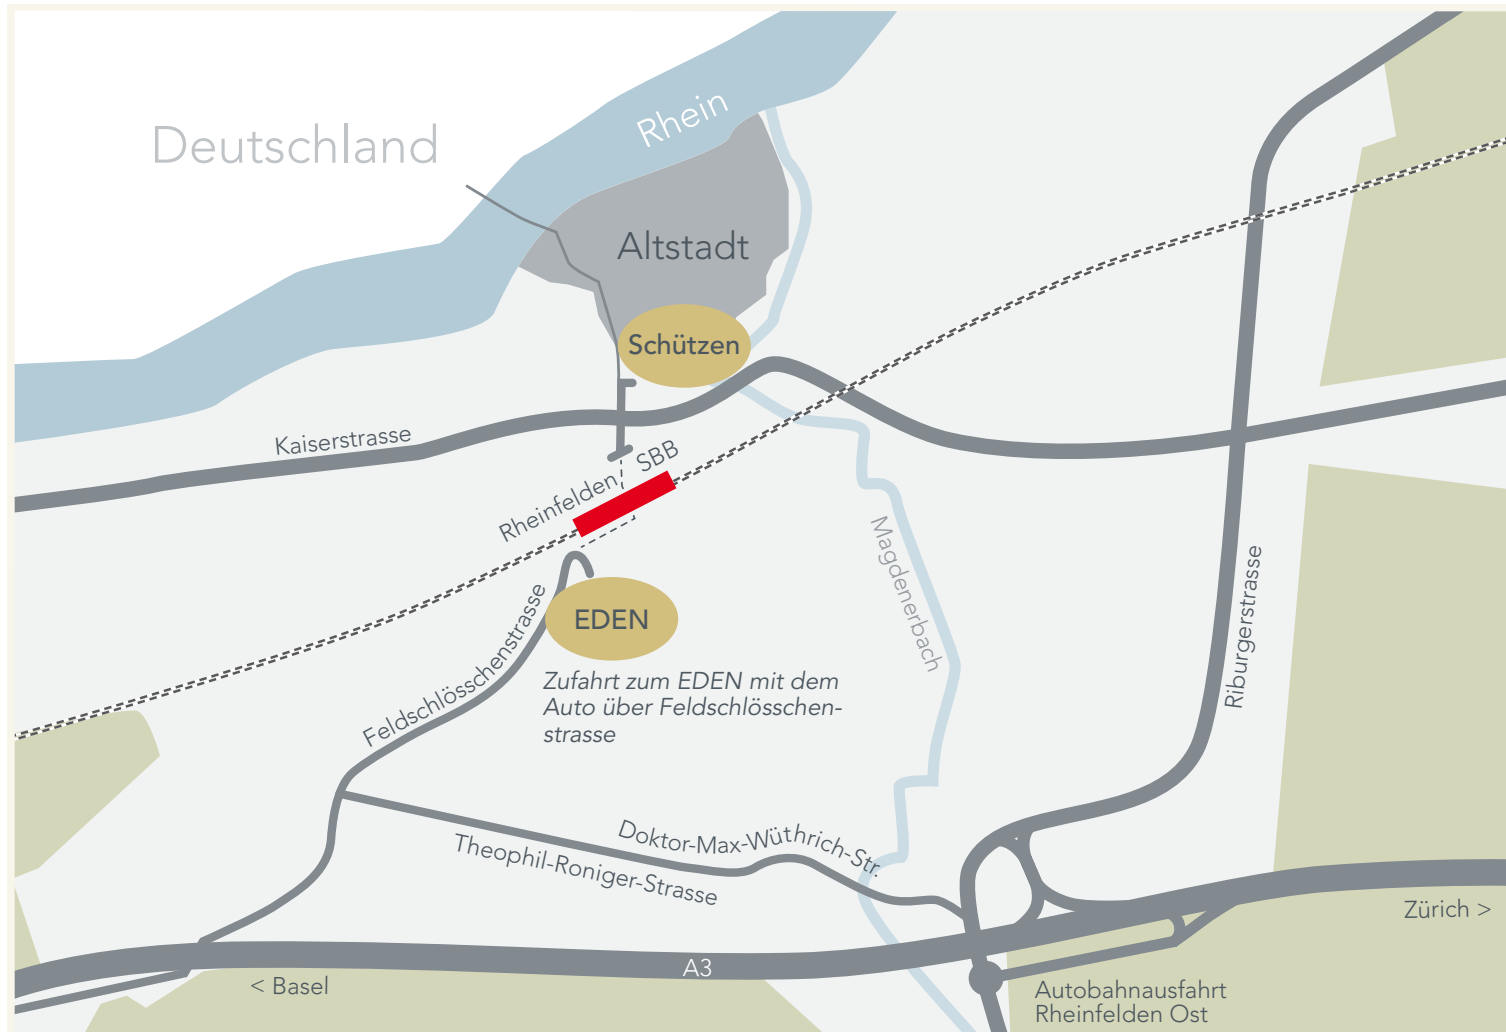 Rhein
Deutschland
Altstadt
Schützen
Kaiserstrasse
Rheinfelden SBB
Magdenerbach
Riburgerstrasse
Feldschlösschenstrasse
EDEN
Zufahrt zum EDEN mit dem
Auto über Feldschlösschen-
strasse
Doktor-Max-Wüthrich-Str.
Theophil-Roniger-Strasse
Zürich >
A3
< Basel
Autobahnausfahrt
Rheinfelden Ost